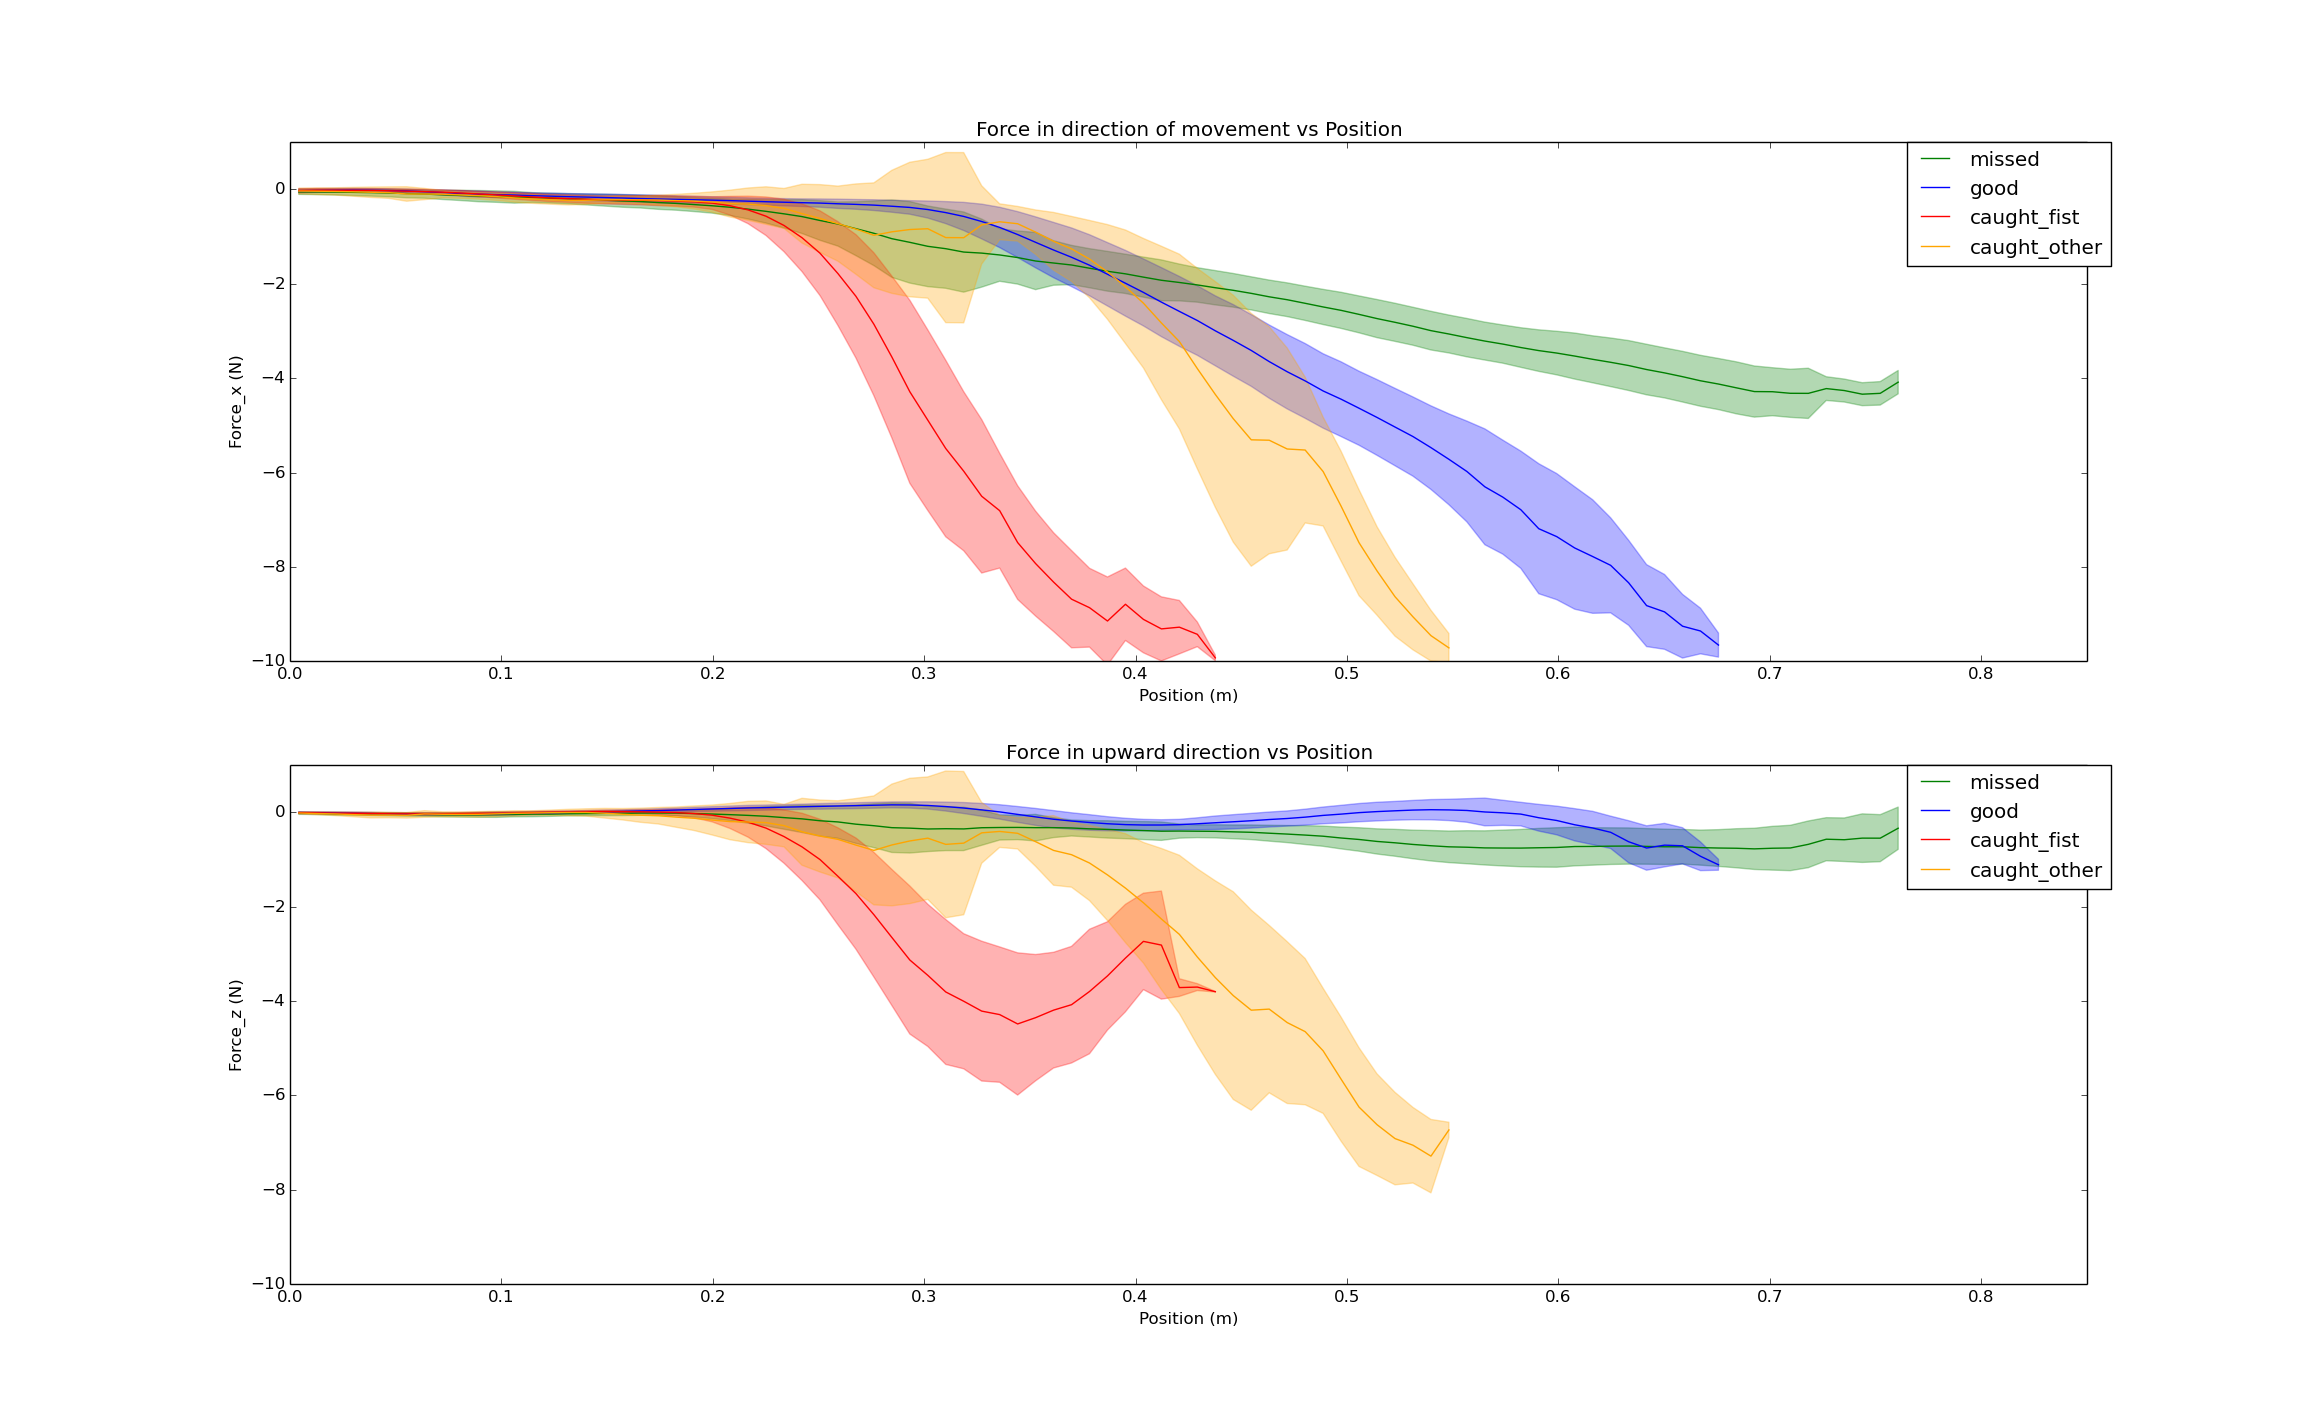 Force in direction of movement vs Position
missed
good
caught_fist
caught_other
Force_x (N)
0
−2
−4
−6
−8
−10
0.0 0.1 0.2 0.3 0.4 0.5 0.6 0.7 0.8
Position (m)
Force in upward direction vs Position
missed
good
caught_fist
caught_other
Force_z (N)
0
−2
−4
−6
−8
−10
0.0 0.1 0.2 0.3 0.4 0.5 0.6 0.7 0.8
Position (m)